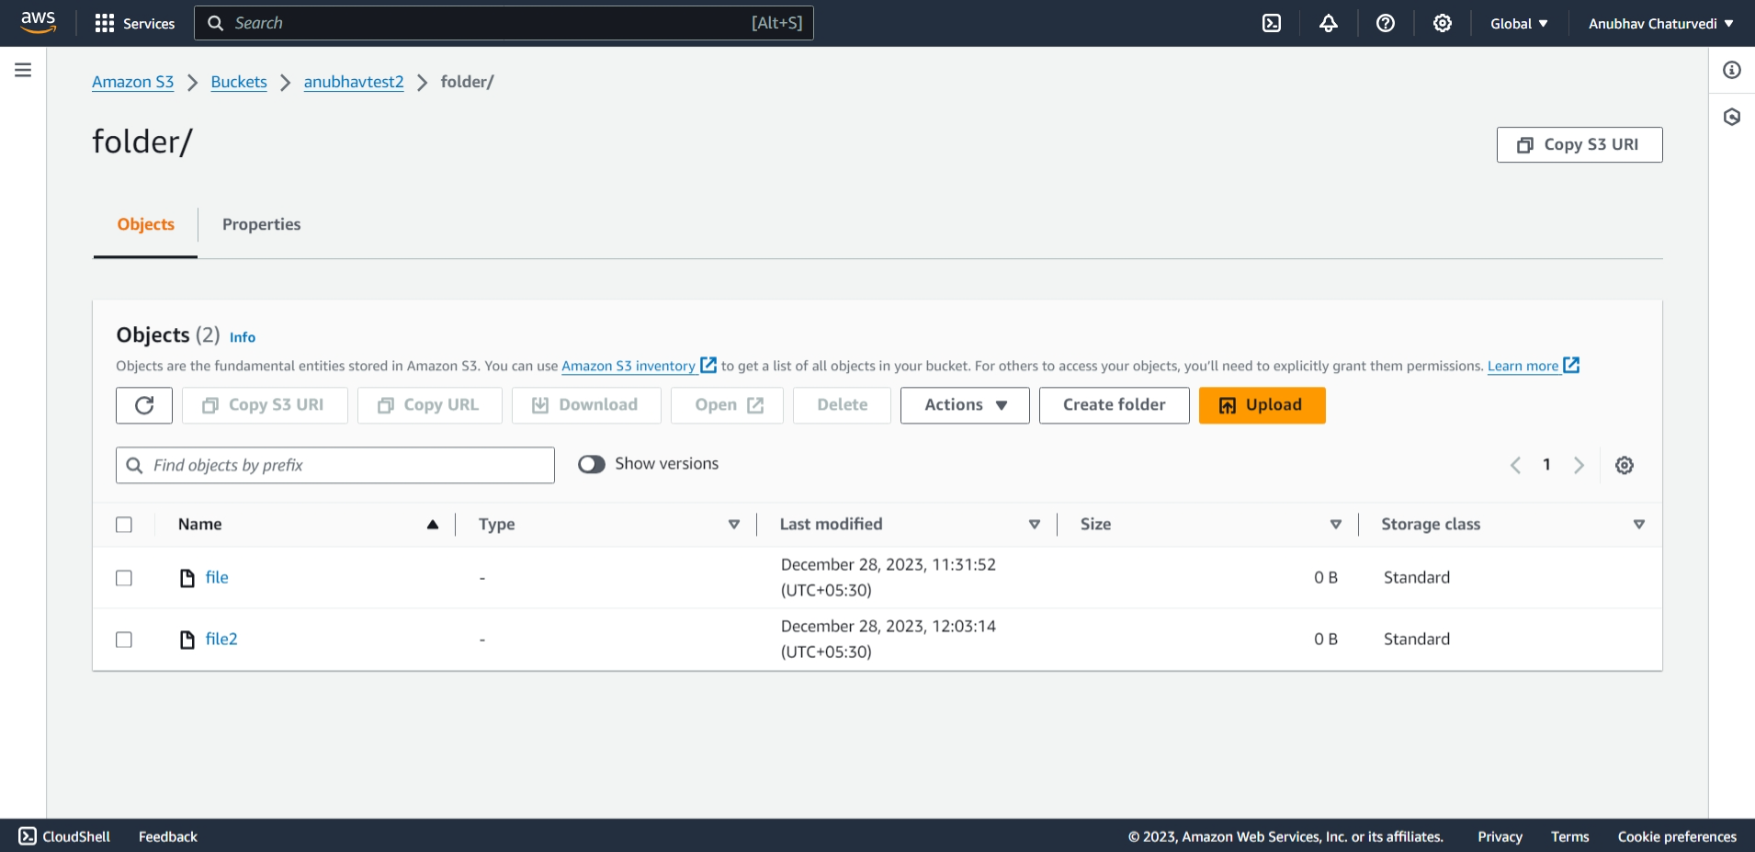 aws Services Search [Alt+S] Global Anubhav Chaturvedi
Amazon S3 Buckets anubhavtest2 folder/
folder/
Copy S3 URI
Objects Properties
Objects (2) Info
Objects are the fundamental entities stored in Amazon S3. You can use Amazon S3 inventory to get a list of all objects in your bucket. For others to access your objects, you'll need to explicitly grant them permissions. Learn more
Copy S3 URI Copy URL Download Open Delete Actions Create folder Upload
Find objects by prefix Show versions 1
Name Type Last modified Size Storage class
file - December 28, 2023, 11:31:52 0 B Standard
(UTC+05:30)
file2 - December 28, 2023, 12:03:14 0 B Standard
(UTC+05:30)
CloudShell Feedback © 2023, Amazon Web Services, Inc. or its affiliates. Privacy Terms Cookie preferences